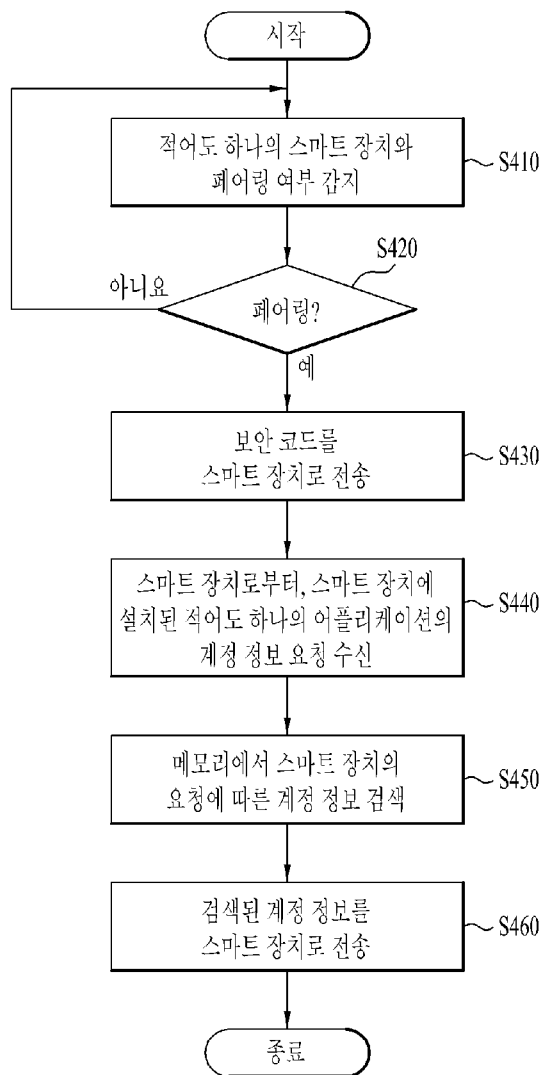 시작
적어도 하나의 스마트 장치와
페어링 여부 감지
S410
S420
아니요
페어링?
예
보안 코드를
스마트 장치로 전송
S430
스마트 장치로부터, 스마트 장치에
설치된 적어도 하나의 어플리케이션의
계정 정보 요청 수신
S440
메모리에서 스마트 장치의
요청에 따른 계정 정보 검색
S450
검색된 계정 정보를
스마트 장치로 전송
S460
종료